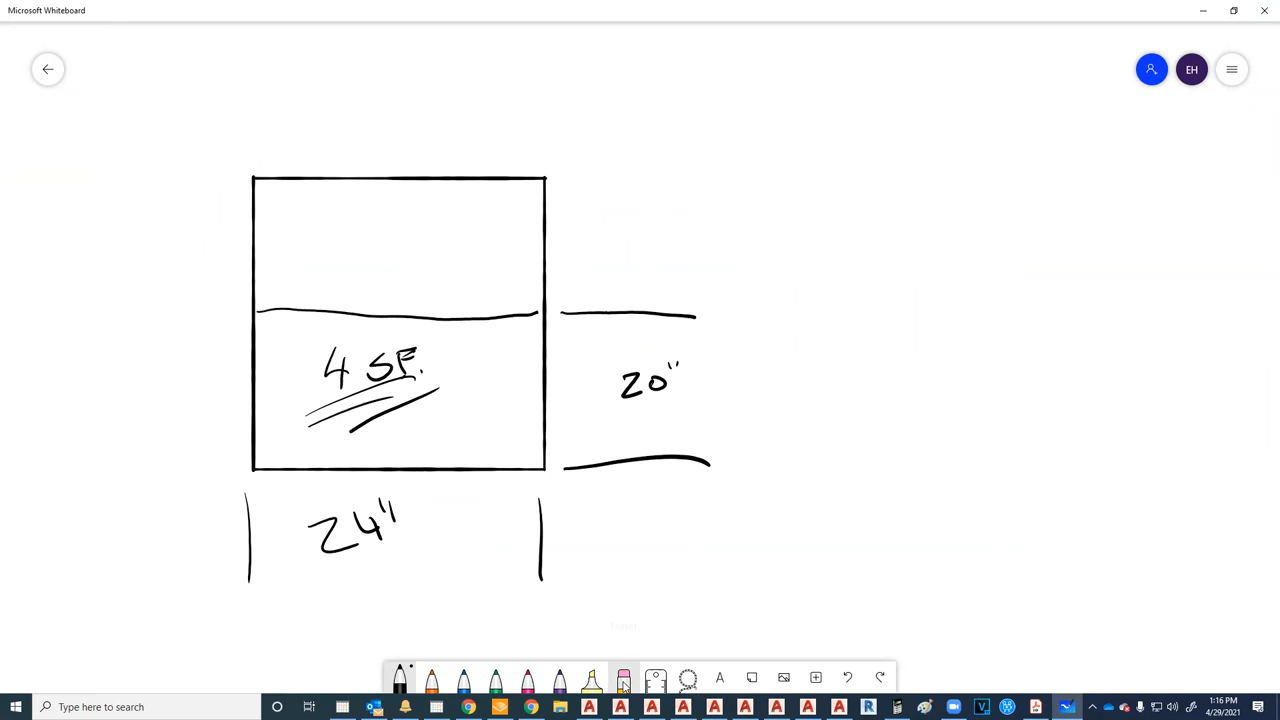 Microsoft Whiteboard
EH
4 SF.
20"
24"
A
Type here to search
1:16 PM
4/29/2021